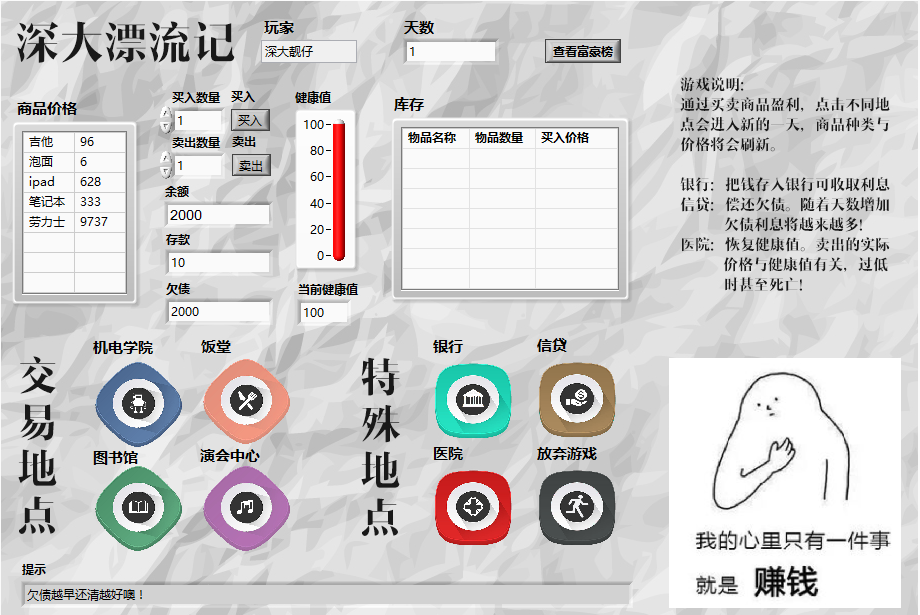 深大漂流记
玩家
深大靓仔
天数
1
查看富豪榜
商品价格
吉他 96
泡面 6
ipad 628
笔记本 333
劳力士 9737
买入数量 买入
1 买入
卖出数量 卖出
1 卖出
余额
2000
存款
10
欠债
2000
健康值
100
80
60
40
20
0
当前健康值
100
库存
物品名称 物品数量 买入价格
游戏说明:
通过买卖商品盈利，点击不同地
点会进入新的一天，商品种类与
价格将会刷新。
银行: 把钱存入银行可收取利息
信贷: 偿还欠债。随着天数增加
欠债利息将越来越多!
医院: 恢复健康值。卖出的实际
价格与健康值有关，过低
时甚至死亡!
交易地点
机电学院 饭堂
图书馆 演会中心
特殊地点
银行 信贷
医院 放弃游戏
我的心里只有一件事
就是 赚钱
提示
欠债越早还清越好噢！